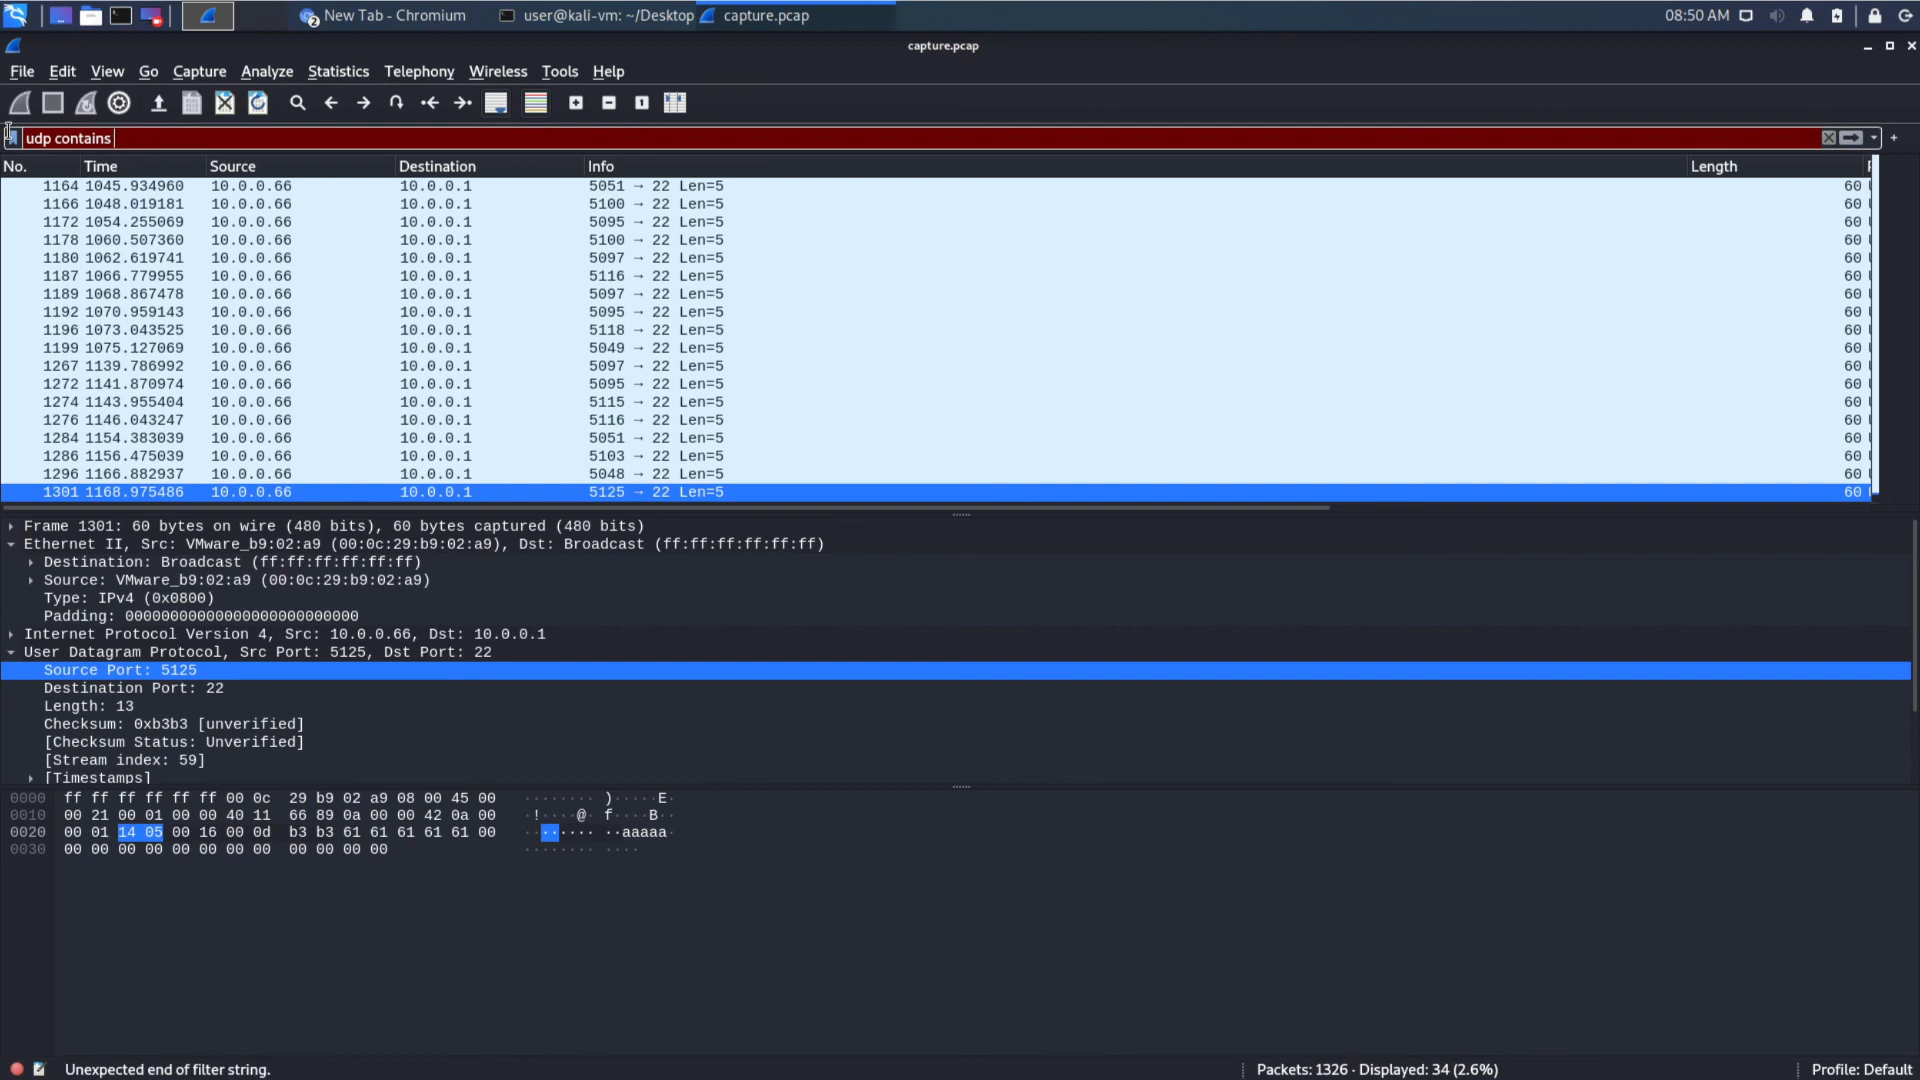 2 New Tab - Chromium user@kali-vm: ~/Desktop capture.pcap 08:50 AM
capture.pcap
File Edit View Go Capture Analyze Statistics Telephony Wireless Tools Help
udp contains
No. Time Source Destination Info Length
1164 1045.934960 10.0.0.66 10.0.0.1 5051 → 22 Len=5 60
1166 1048.019181 10.0.0.66 10.0.0.1 5100 → 22 Len=5 60
1172 1054.255069 10.0.0.66 10.0.0.1 5095 → 22 Len=5 60
1178 1060.507360 10.0.0.66 10.0.0.1 5100 → 22 Len=5 60
1180 1062.619741 10.0.0.66 10.0.0.1 5097 → 22 Len=5 60
1187 1066.779955 10.0.0.66 10.0.0.1 5116 → 22 Len=5 60
1189 1068.867478 10.0.0.66 10.0.0.1 5097 → 22 Len=5 60
1192 1070.959143 10.0.0.66 10.0.0.1 5095 → 22 Len=5 60
1196 1073.043525 10.0.0.66 10.0.0.1 5118 → 22 Len=5 60
1199 1075.127069 10.0.0.66 10.0.0.1 5049 → 22 Len=5 60
1267 1139.786992 10.0.0.66 10.0.0.1 5097 → 22 Len=5 60
1272 1141.870974 10.0.0.66 10.0.0.1 5095 → 22 Len=5 60
1274 1143.955404 10.0.0.66 10.0.0.1 5115 → 22 Len=5 60
1276 1146.043247 10.0.0.66 10.0.0.1 5116 → 22 Len=5 60
1284 1154.383039 10.0.0.66 10.0.0.1 5051 → 22 Len=5 60
1286 1156.475039 10.0.0.66 10.0.0.1 5103 → 22 Len=5 60
1296 1166.882937 10.0.0.66 10.0.0.1 5048 → 22 Len=5 60
1301 1168.975486 10.0.0.66 10.0.0.1 5125 → 22 Len=5 60
Frame 1301: 60 bytes on wire (480 bits), 60 bytes captured (480 bits)
Ethernet II, Src: VMware_b9:02:a9 (00:0c:29:b9:02:a9), Dst: Broadcast (ff:ff:ff:ff:ff:ff)
Destination: Broadcast (ff:ff:ff:ff:ff:ff)
Source: VMware_b9:02:a9 (00:0c:29:b9:02:a9)
Type: IPv4 (0x0800)
Padding: 00000000000000000000000000
Internet Protocol Version 4, Src: 10.0.0.66, Dst: 10.0.0.1
User Datagram Protocol, Src Port: 5125, Dst Port: 22
Source Port: 5125
Destination Port: 22
Length: 13
Checksum: 0xb3b3 [unverified]
[Checksum Status: Unverified]
[Stream index: 59]
[Timestamps]
0000 ff ff ff ff ff ff 00 0c 29 b9 02 a9 08 00 45 00 ········ )·····E·
0010 00 21 00 01 00 00 40 11 66 89 0a 00 00 42 0a 00 ·!····@· f····B··
0020 00 01 14 05 00 16 00 0d b3 b3 61 61 61 61 61 00 ········ ··aaaaa·
0030 00 00 00 00 00 00 00 00 00 00 00 00 ········ ····
Unexpected end of filter string. Packets: 1326 · Displayed: 34 (2.6%) Profile: Default